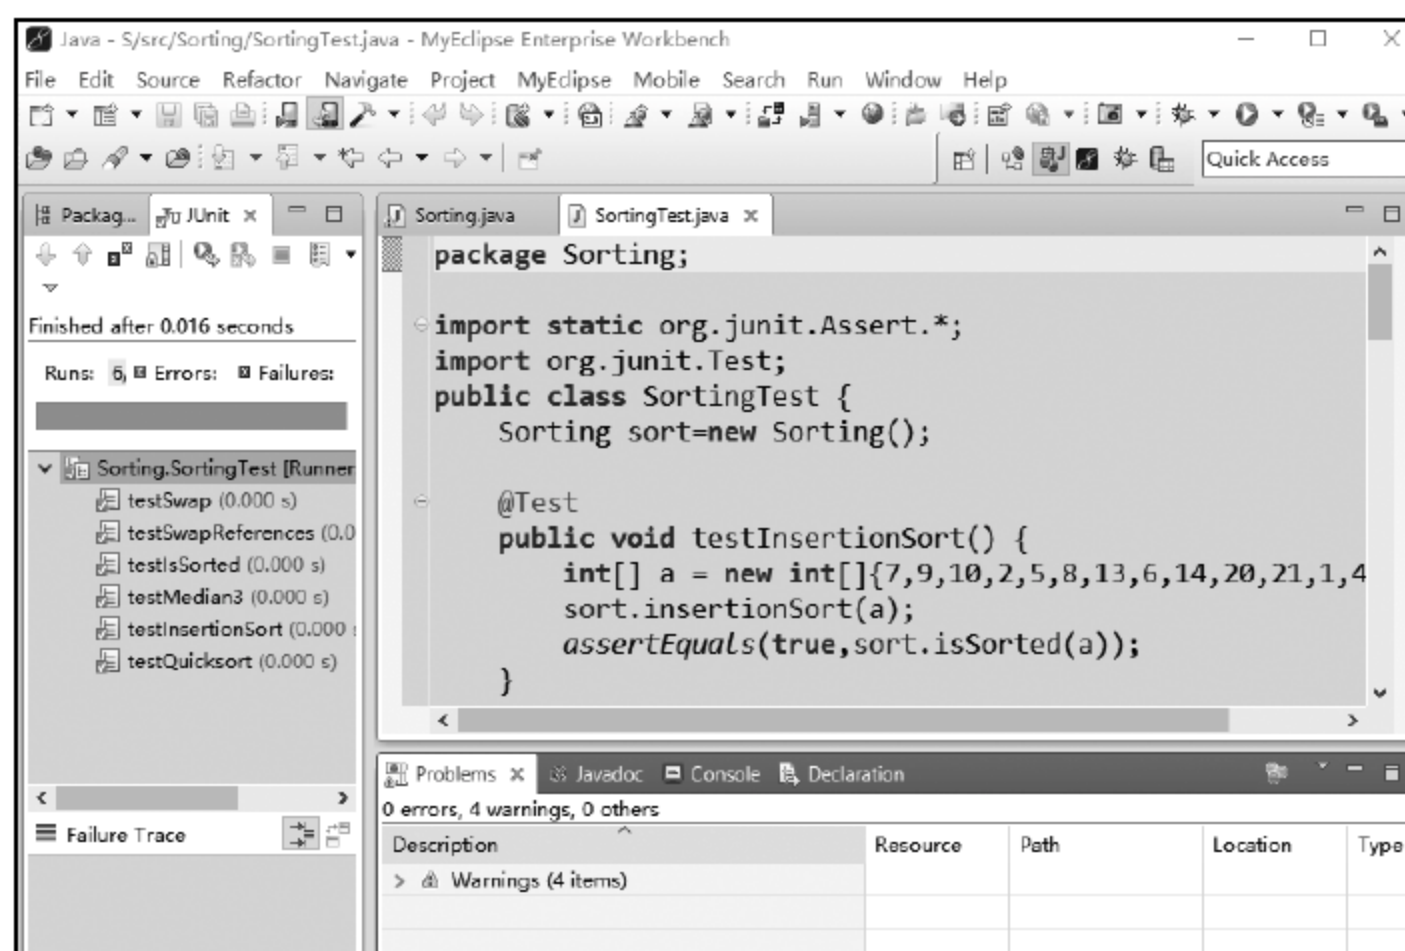 Java - S/src/Sorting/SortingTest.java - MyEclipse Enterprise Workbench
File Edit Source Refactor Navigate Project MyEclipse Mobile Search Run Window Help
Quick Access
Packag... JUnit
Finished after 0.016 seconds
Runs: 6, Errors: Failures:
Sorting.SortingTest [Runner
testSwap (0.000 s)
testSwapReferences (0.0
testIsSorted (0.000 s)
testMedian3 (0.000 s)
testInsertionSort (0.000
testQuicksort (0.000 s)
Failure Trace
Sorting.java SortingTest.java
package Sorting;
import static org.junit.Assert.*;
import org.junit.Test;
public class SortingTest {
Sorting sort=new Sorting();
@Test
public void testInsertionSort() {
int[] a = new int[]{7,9,10,2,5,8,13,6,14,20,21,1,4
sort.insertionSort(a);
assertEquals(true,sort.isSorted(a));
}
Problems Javadoc Console Declaration
0 errors, 4 warnings, 0 others
Description Resource Path Location Type
Warnings (4 items)